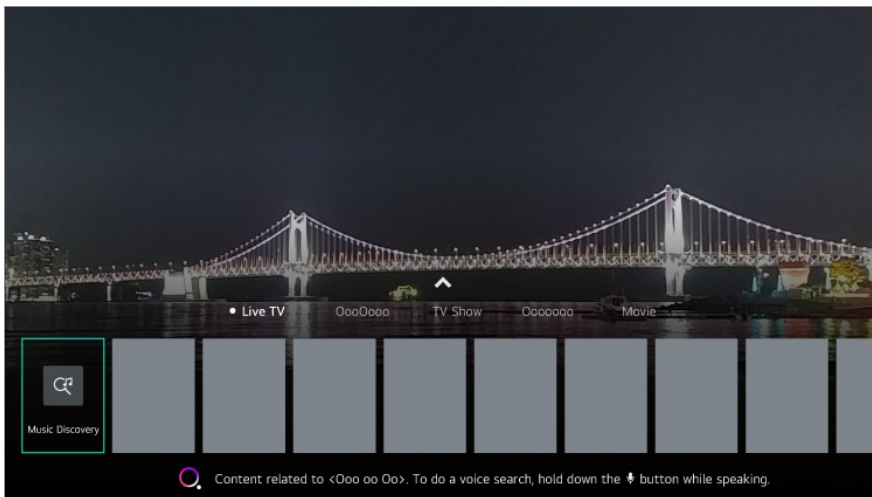 Live TV OooOooo TV Show Ooooooo Movie
Music Discovery
Content related to <Ooo oo Oo>. To do a voice search, hold down the button while speaking.